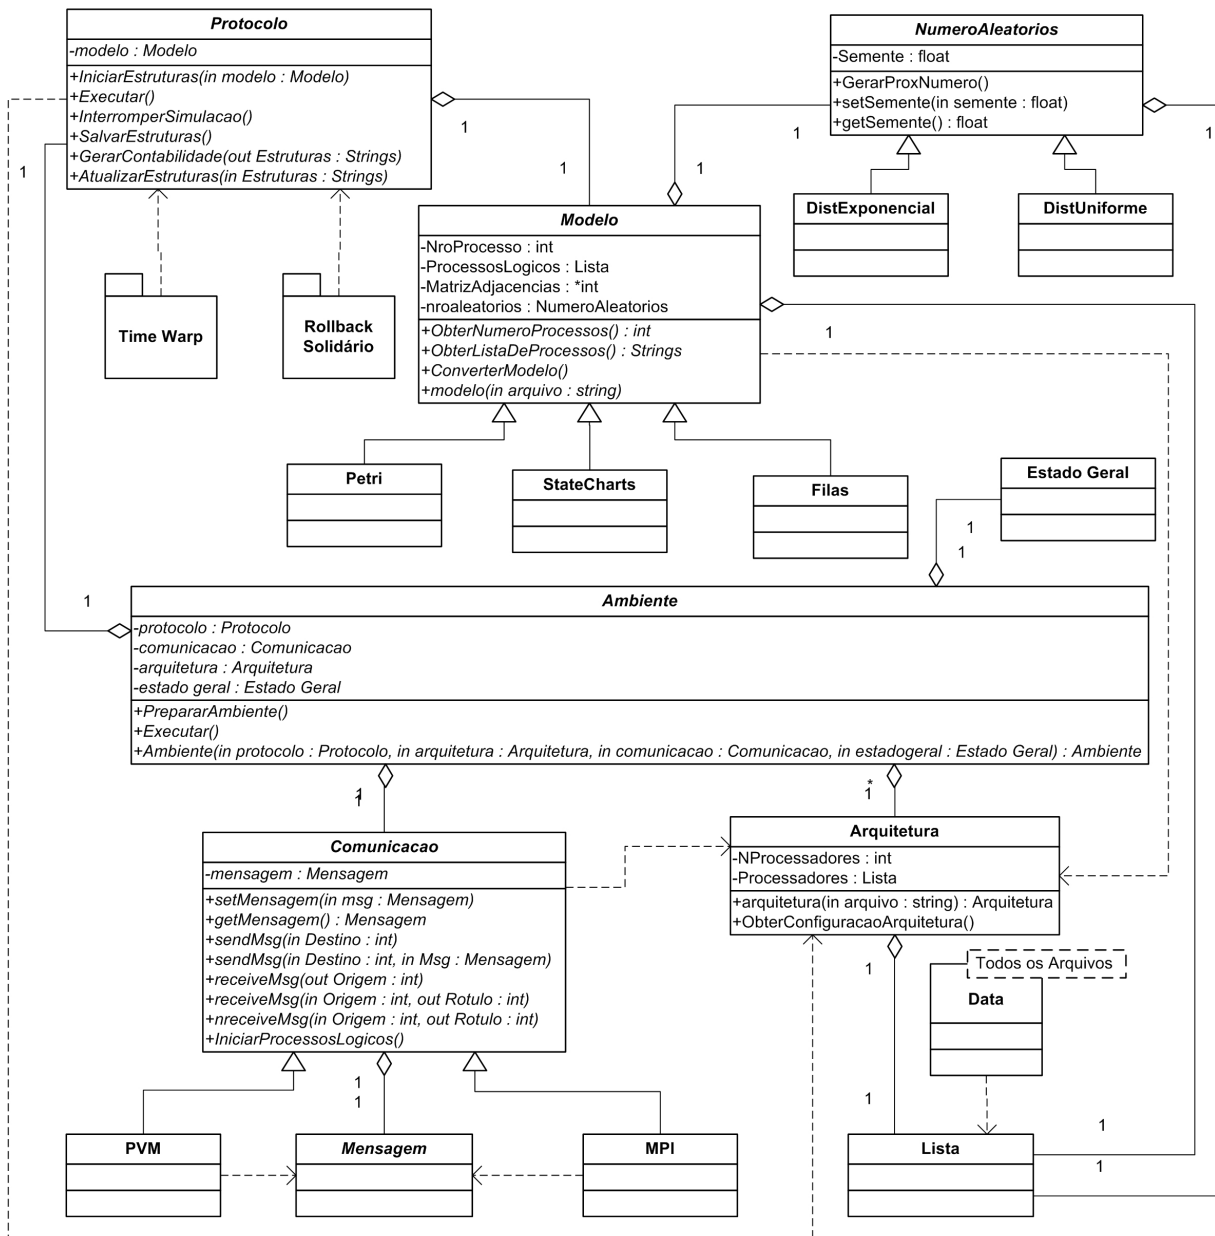 Protocolo
-modelo : Modelo
+IniciarEstruturas(in modelo : Modelo)
+Executar()
+InterromperSimulacao()
+SalvarEstruturas()
+GerarContabilidade(out Estruturas : Strings)
+AtualizarEstruturas(in Estruturas : Strings)
NumeroAleatorios
-Semente : float
+GerarProxNumero()
+setSemente(in semente : float)
+getSemente() : float
1
1
1
1
1
1
1
DistExponencial
DistUniforme
Modelo
-NroProcesso : int
-ProcessosLogicos : Lista
-MatrizAdjacencias : *int
-nroaleatorios : NumeroAleatorios
+ObterNumeroProcessos() : int
+ObterListaDeProcessos() : Strings
+ConverterModelo()
+modelo(in arquivo : string)
Time Warp
Rollback
Solidário
Petri
StateCharts
Filas
Estado Geral
1
1
1
Ambiente
-protocolo : Protocolo
-comunicacao : Comunicacao
-arquitetura : Arquitetura
-estado geral : Estado Geral
+PrepararAmbiente()
+Executar()
+Ambiente(in protocolo : Protocolo, in arquitetura : Arquitetura, in comunicacao : Comunicacao, in estadogeral : Estado Geral) : Ambiente
1
1
*
1
Comunicacao
-mensagem : Mensagem
+setMensagem(in msg : Mensagem)
+getMensagem() : Mensagem
+sendMsg(in Destino : int)
+sendMsg(in Destino : int, in Msg : Mensagem)
+receiveMsg(out Origem : int)
+receiveMsg(in Origem : int, out Rotulo : int)
+nreceiveMsg(in Origem : int, out Rotulo : int)
+IniciarProcessosLogicos()
Arquitetura
-NProcessadores : int
-Processadores : Lista
+arquitetura(in arquivo : string) : Arquitetura
+ObterConfiguracaoArquitetura()
1
Todos os Arquivos
Data
1
1
1
1
1
PVM
Mensagem
MPI
Lista